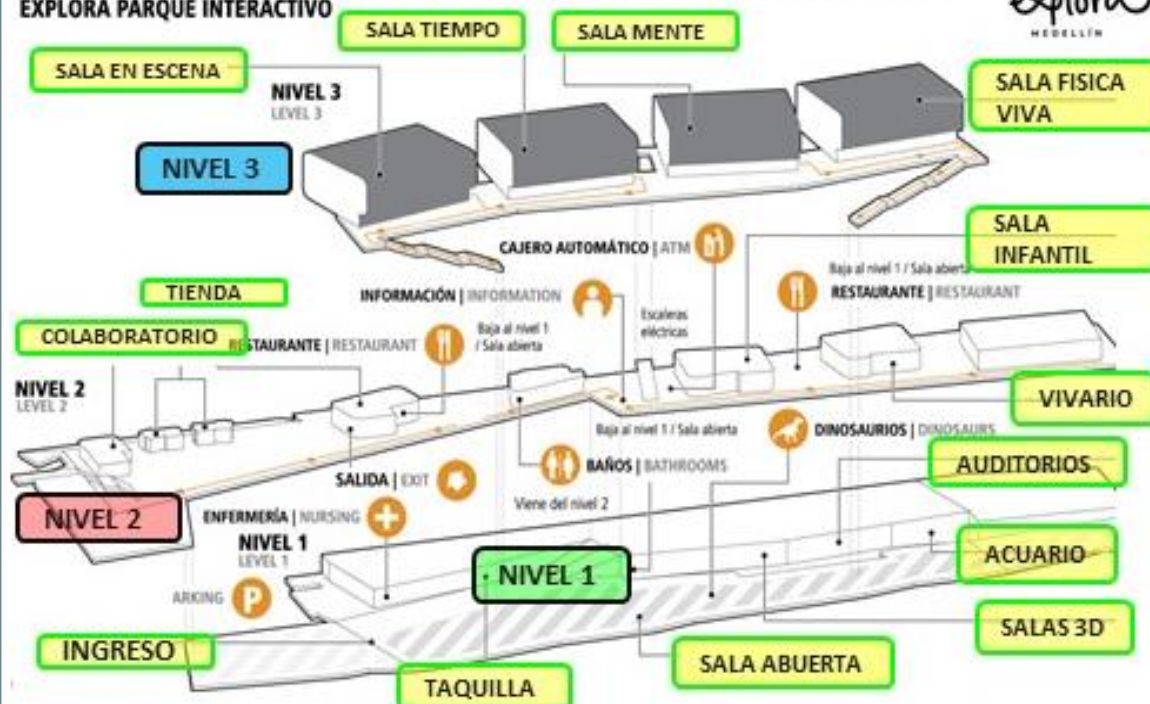 EXPLORA PARQUE INTERACTIVO
explora
MEDELLÍN
SALA TIEMPO
SALA MENTE
SALA EN ESCENA
SALA FISICA
VIVA
NIVEL 3
LEVEL 3
NIVEL 3
CAJERO AUTOMÁTICO | ATM
SALA
INFANTIL
Baja al nivel 1 / Sala abierta
RESTAURANTE | RESTAURANT
TIENDA
INFORMACIÓN | INFORMATION
Escaleras
eléctricas
COLABORATORIO
STAURANTE | RESTAURANT
Baja al nivel 1
/ Sala abierta
NIVEL 2
LEVEL 2
VIVARIO
Baja al nivel 1 / Sala abierta
DINOSAURIOS | DINOSAURS
BAÑOS | BATHROOMS
AUDITORIOS
SALIDA | EXIT
Viene del nivel 2
NIVEL 2
ENFERMERÍA | NURSING
NIVEL 1
LEVEL 1
NIVEL 1
ACUARIO
ARKING
P
SALAS 3D
INGRESO
SALA ABUERTA
TAQUILLA